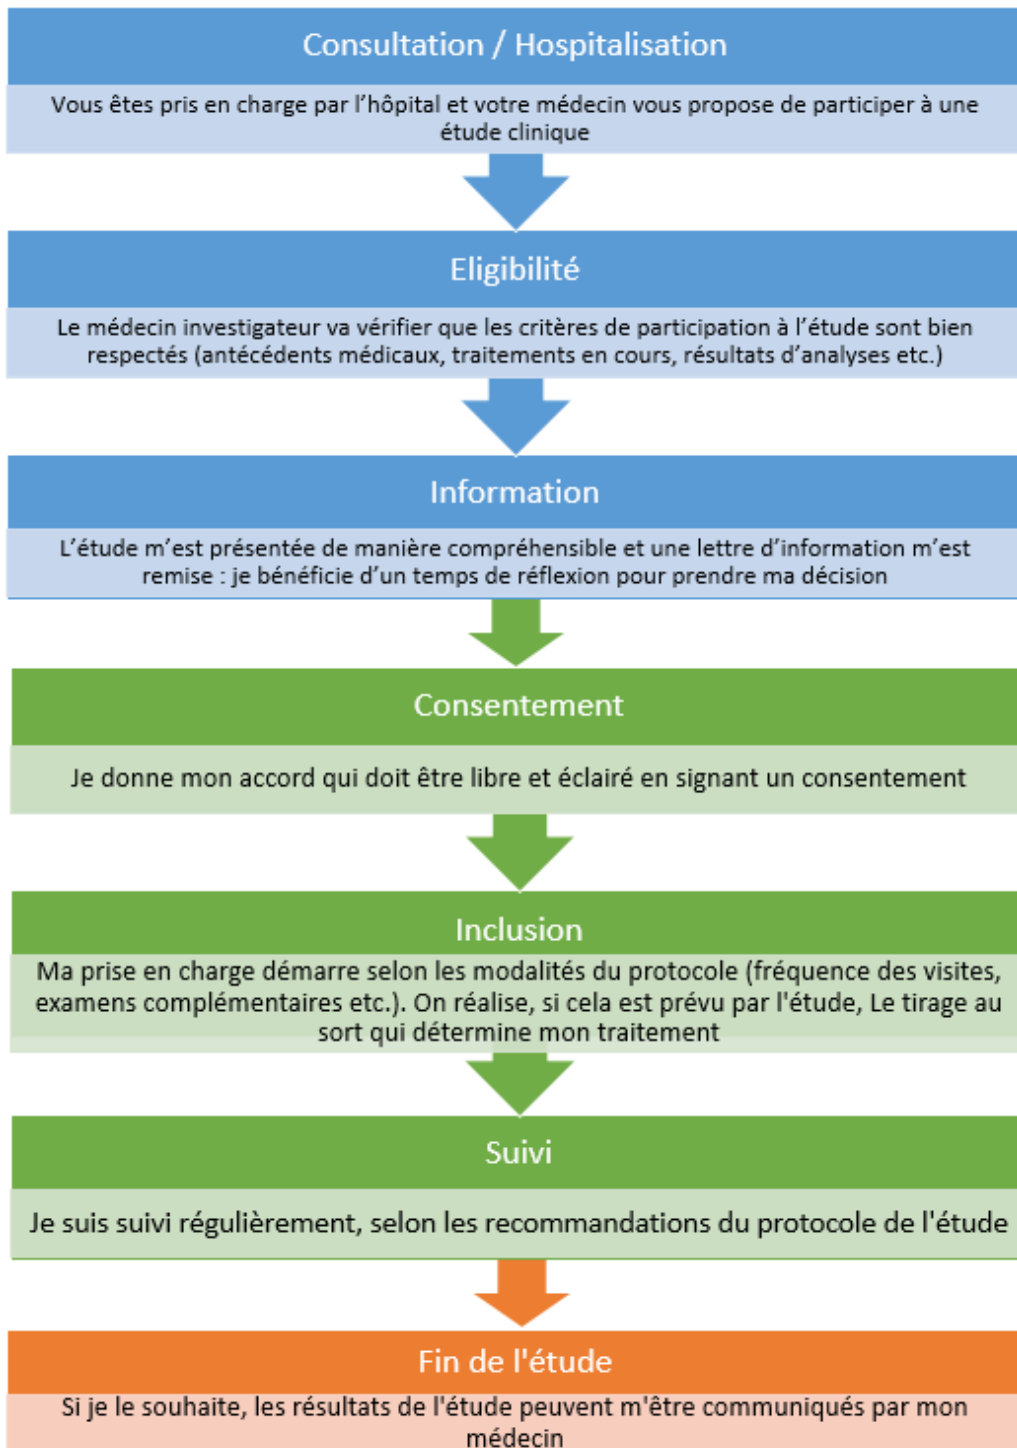 Consultation / Hospitalisation
Vous êtes pris en charge par l’hôpital et votre médecin vous propose de participer à une
étude clinique
Eligibilité
Le médecin investigateur va vérifier que les critères de participation à l’étude sont bien
respectés (antécédents médicaux, traitements en cours, résultats d’analyses etc.)
Information
L’étude m’est présentée de manière compréhensible et une lettre d’information m’est
remise : je bénéficie d’un temps de réflexion pour prendre ma décision
Consentement
Je donne mon accord qui doit être libre et éclairé en signant un consentement
Inclusion
Ma prise en charge démarre selon les modalités du protocole (fréquence des visites,
examens complémentaires etc.). On réalise, si cela est prévu par l'étude, Le tirage au
sort qui détermine mon traitement
Suivi
Je suis suivi régulièrement, selon les recommandations du protocole de l'étude
Fin de l'étude
Si je le souhaite, les résultats de l'étude peuvent m'être communiqués par mon
médecin